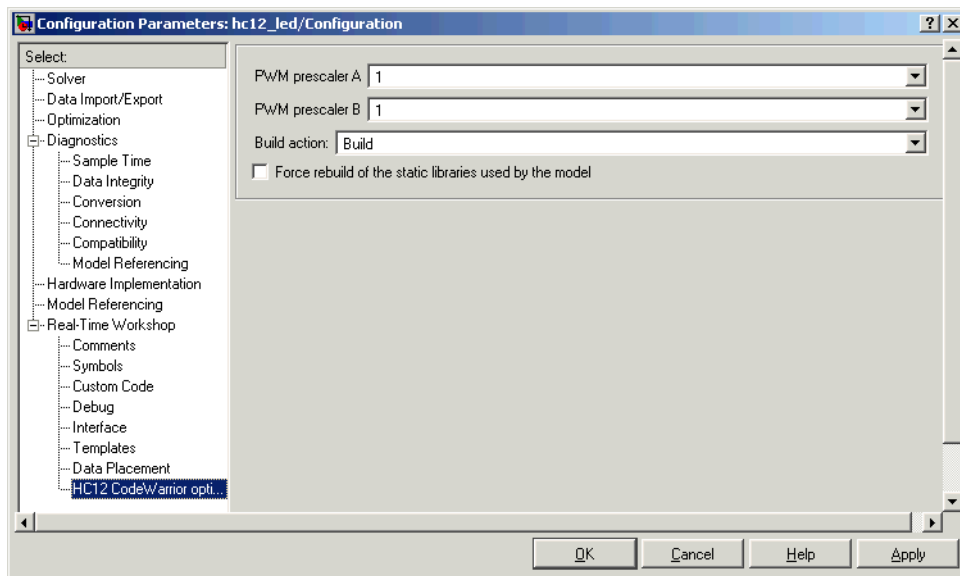 Configuration Parameters: hc12_led/Configuration
Select:
Solver
Data Import/Export
Optimization
Diagnostics
Sample Time
Data Integrity
Conversion
Connectivity
Compatibility
Model Referencing
Hardware Implementation
Model Referencing
Real-Time Workshop
Comments
Symbols
Custom Code
Debug
Interface
Templates
Data Placement
HC12 CodeWarrior opti...
PWM prescaler A 1
PWM prescaler B 1
Build action: Build
Force rebuild of the static libraries used by the model
OK Cancel Help Apply